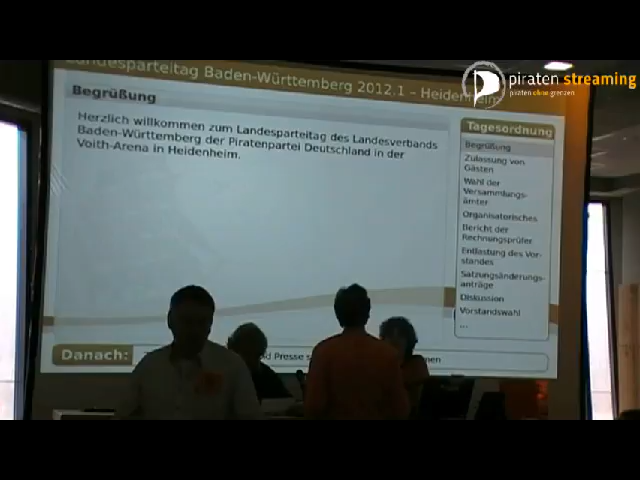 Landesparteitag Baden-Württemberg 2012.1 – Heidenheim
piraten streaming
piraten ohne grenzen
Begrüßung
Herzlich willkommen zum Landesparteitag des Landesverbands
Baden-Württemberg der Piratenpartei Deutschland in der
Voith-Arena in Heidenheim.
Tagesordnung
Begrüßung
Zulassung von
Gästen
Wahl der
Versammlungs-
ämter
Organisatorisches
Bericht der
Rechnungsprüfer
Entlastung des Vor-
standes
Satzungsänderungs-
anträge
Diskussion
Vorstandswahl
...
Danach:
d Presse